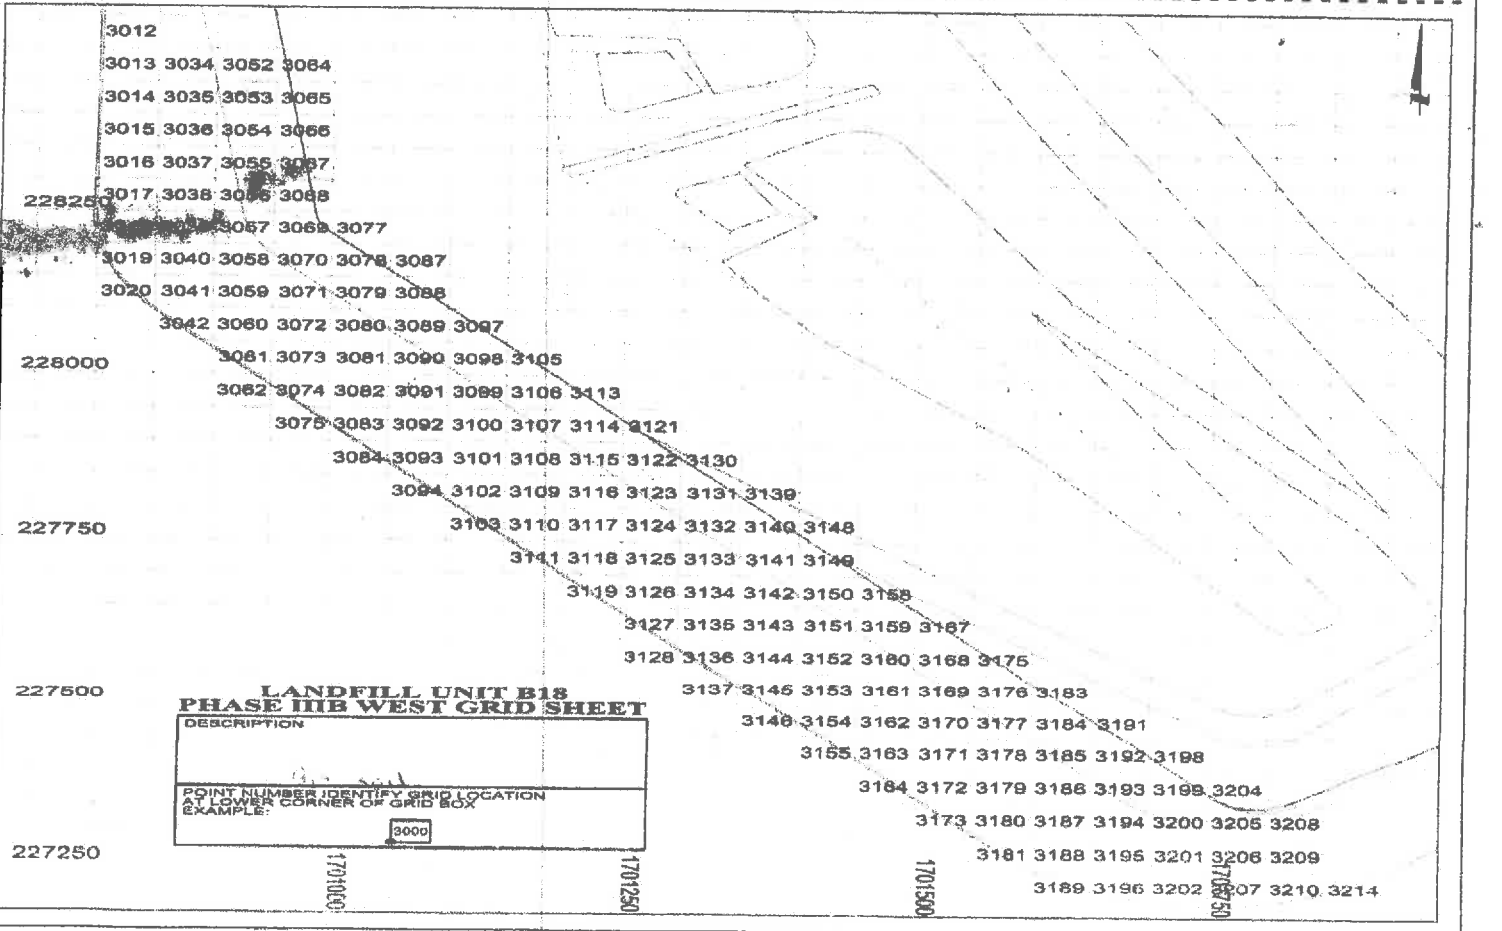 3012
3013 3034 3052 3064
3014 3035 3053 3065
3015 3036 3054 3066
3016 3037 3055 3067
228250 3017 3038 3056 3068
3057 3069 3077
3019 3040 3058 3070 3078 3087
3020 3041 3059 3071 3079 3088
3042 3060 3072 3080 3089 3097
228000 3061 3073 3081 3090 3098 3105
3062 3074 3082 3091 3099 3106 3113
3075 3083 3092 3100 3107 3114 3121
3084 3093 3101 3108 3115 3122 3130
3094 3102 3109 3116 3123 3131 3139
227750 3103 3110 3117 3124 3132 3140 3148
3111 3118 3125 3133 3141 3149
3119 3126 3134 3142 3150 3158
3127 3135 3143 3151 3159 3167
3128 3136 3144 3152 3160 3168 3175
227500 3137 3145 3153 3161 3169 3176 3183
3146 3154 3162 3170 3177 3184 3191
3155 3163 3171 3178 3185 3192 3198
3164 3172 3179 3186 3193 3199 3204
3173 3180 3187 3194 3200 3205 3208
227250 3181 3188 3195 3201 3206 3209
3189 3196 3202 3207 3210 3214
LANDFILL UNIT B18
PHASE IIIB WEST GRID SHEET
DESCRIPTION
POINT NUMBER IDENTIFY GRID LOCATION
AT LOWER CORNER OF GRID BOX
EXAMPLE:
3000
1701000
1701250
1701500
1701750